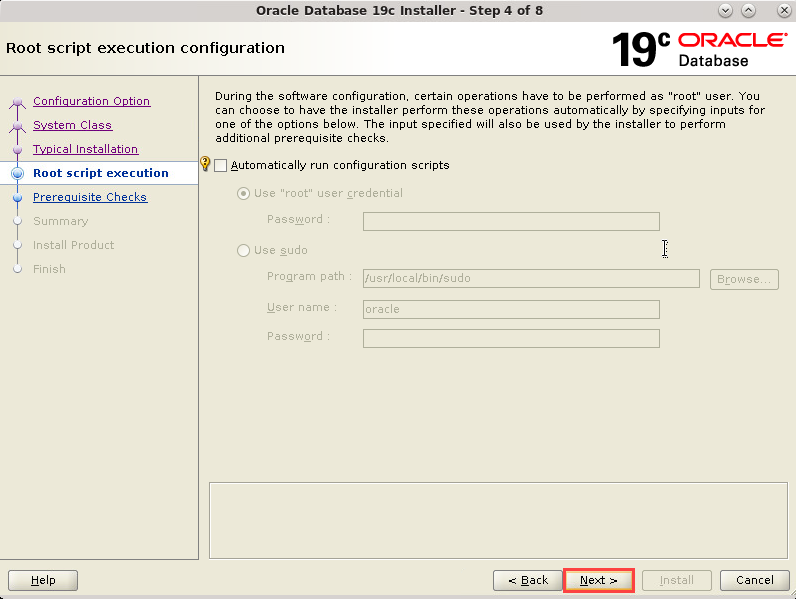 Oracle Database 19c Installer - Step 4 of 8
Root script execution configuration
19c ORACLE
Database
Configuration Option
System Class
Typical Installation
Root script execution
Prerequisite Checks
Summary
Install Product
Finish
During the software configuration, certain operations have to be performed as "root" user. You
can choose to have the installer perform these operations automatically by specifying inputs for
one of the options below. The input specified will also be used by the installer to perform
additional prerequisite checks.
Automatically run configuration scripts
Use "root" user credential
Password :
Use sudo
Program path : /usr/local/bin/sudo Browse...
User name : oracle
Password :
Help < Back Next > Install Cancel